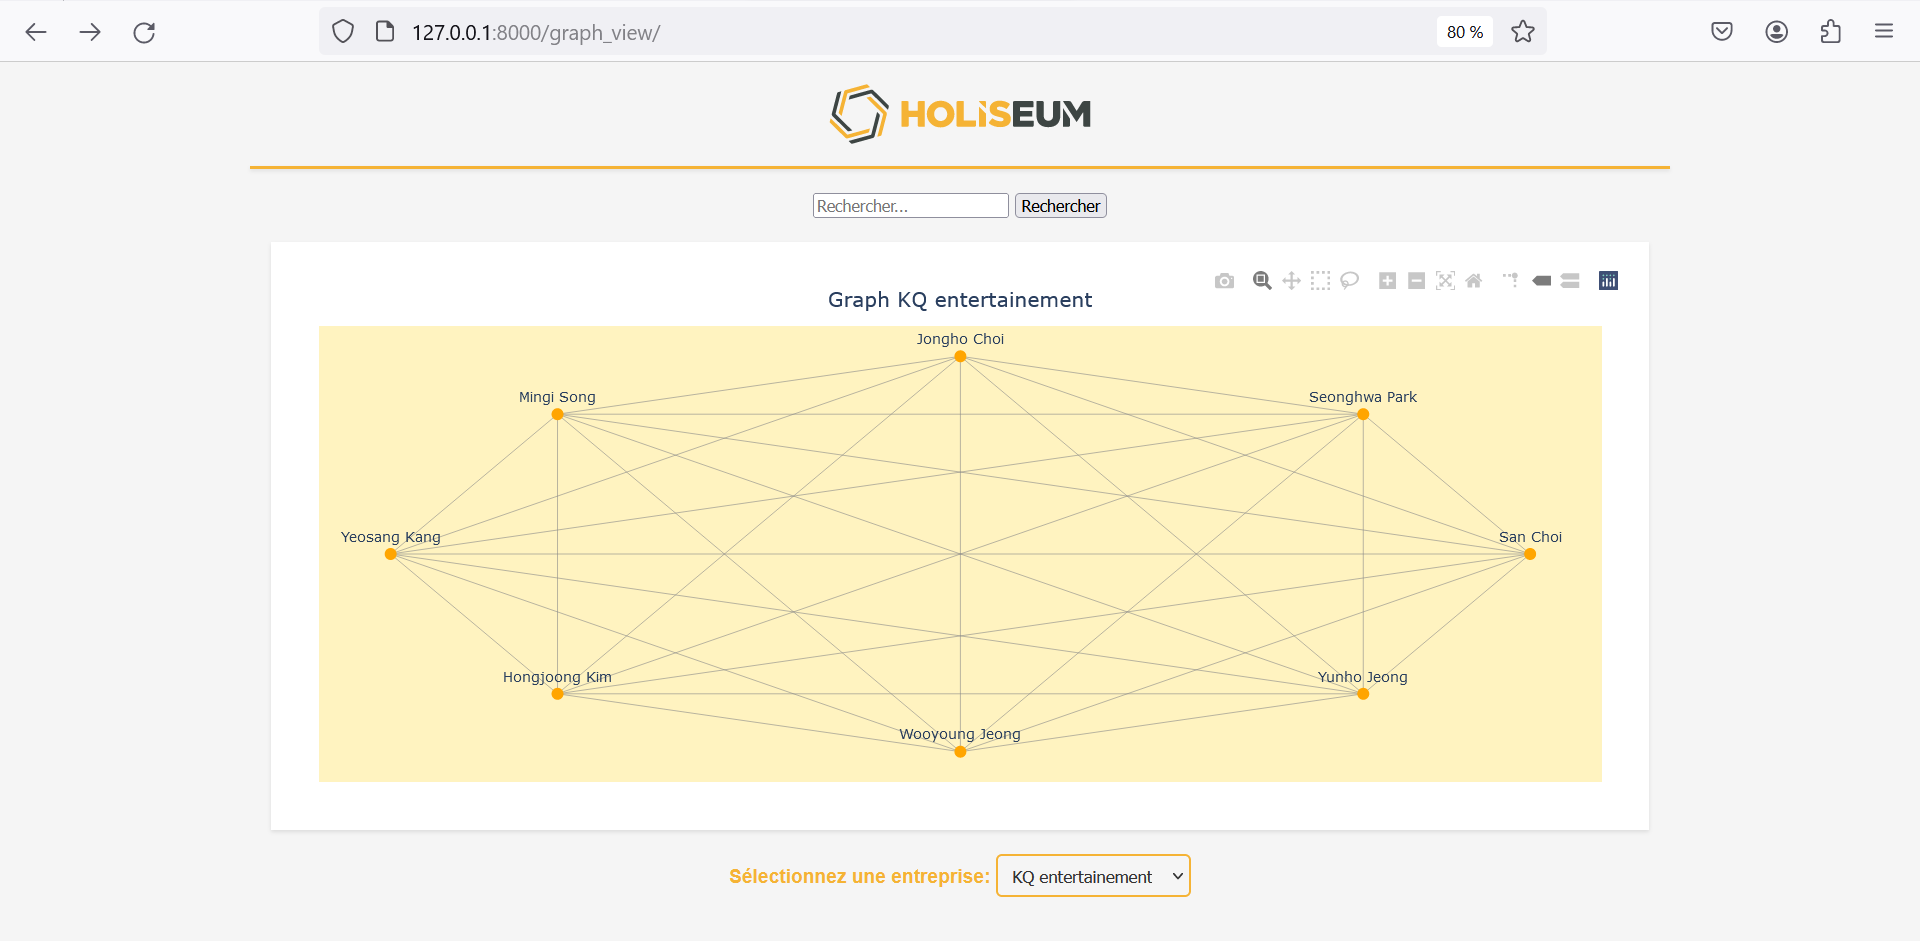 127.0.0.1:8000/graph_view/
80 %
HOLiSEUM
Rechercher...
Rechercher
Graph KQ entertainement
Jongho Choi
Mingi Song
Seonghwa Park
Yeosang Kang
San Choi
Hongjoong Kim
Yunho Jeong
Wooyoung Jeong
Sélectionnez une entreprise: KQ entertainement